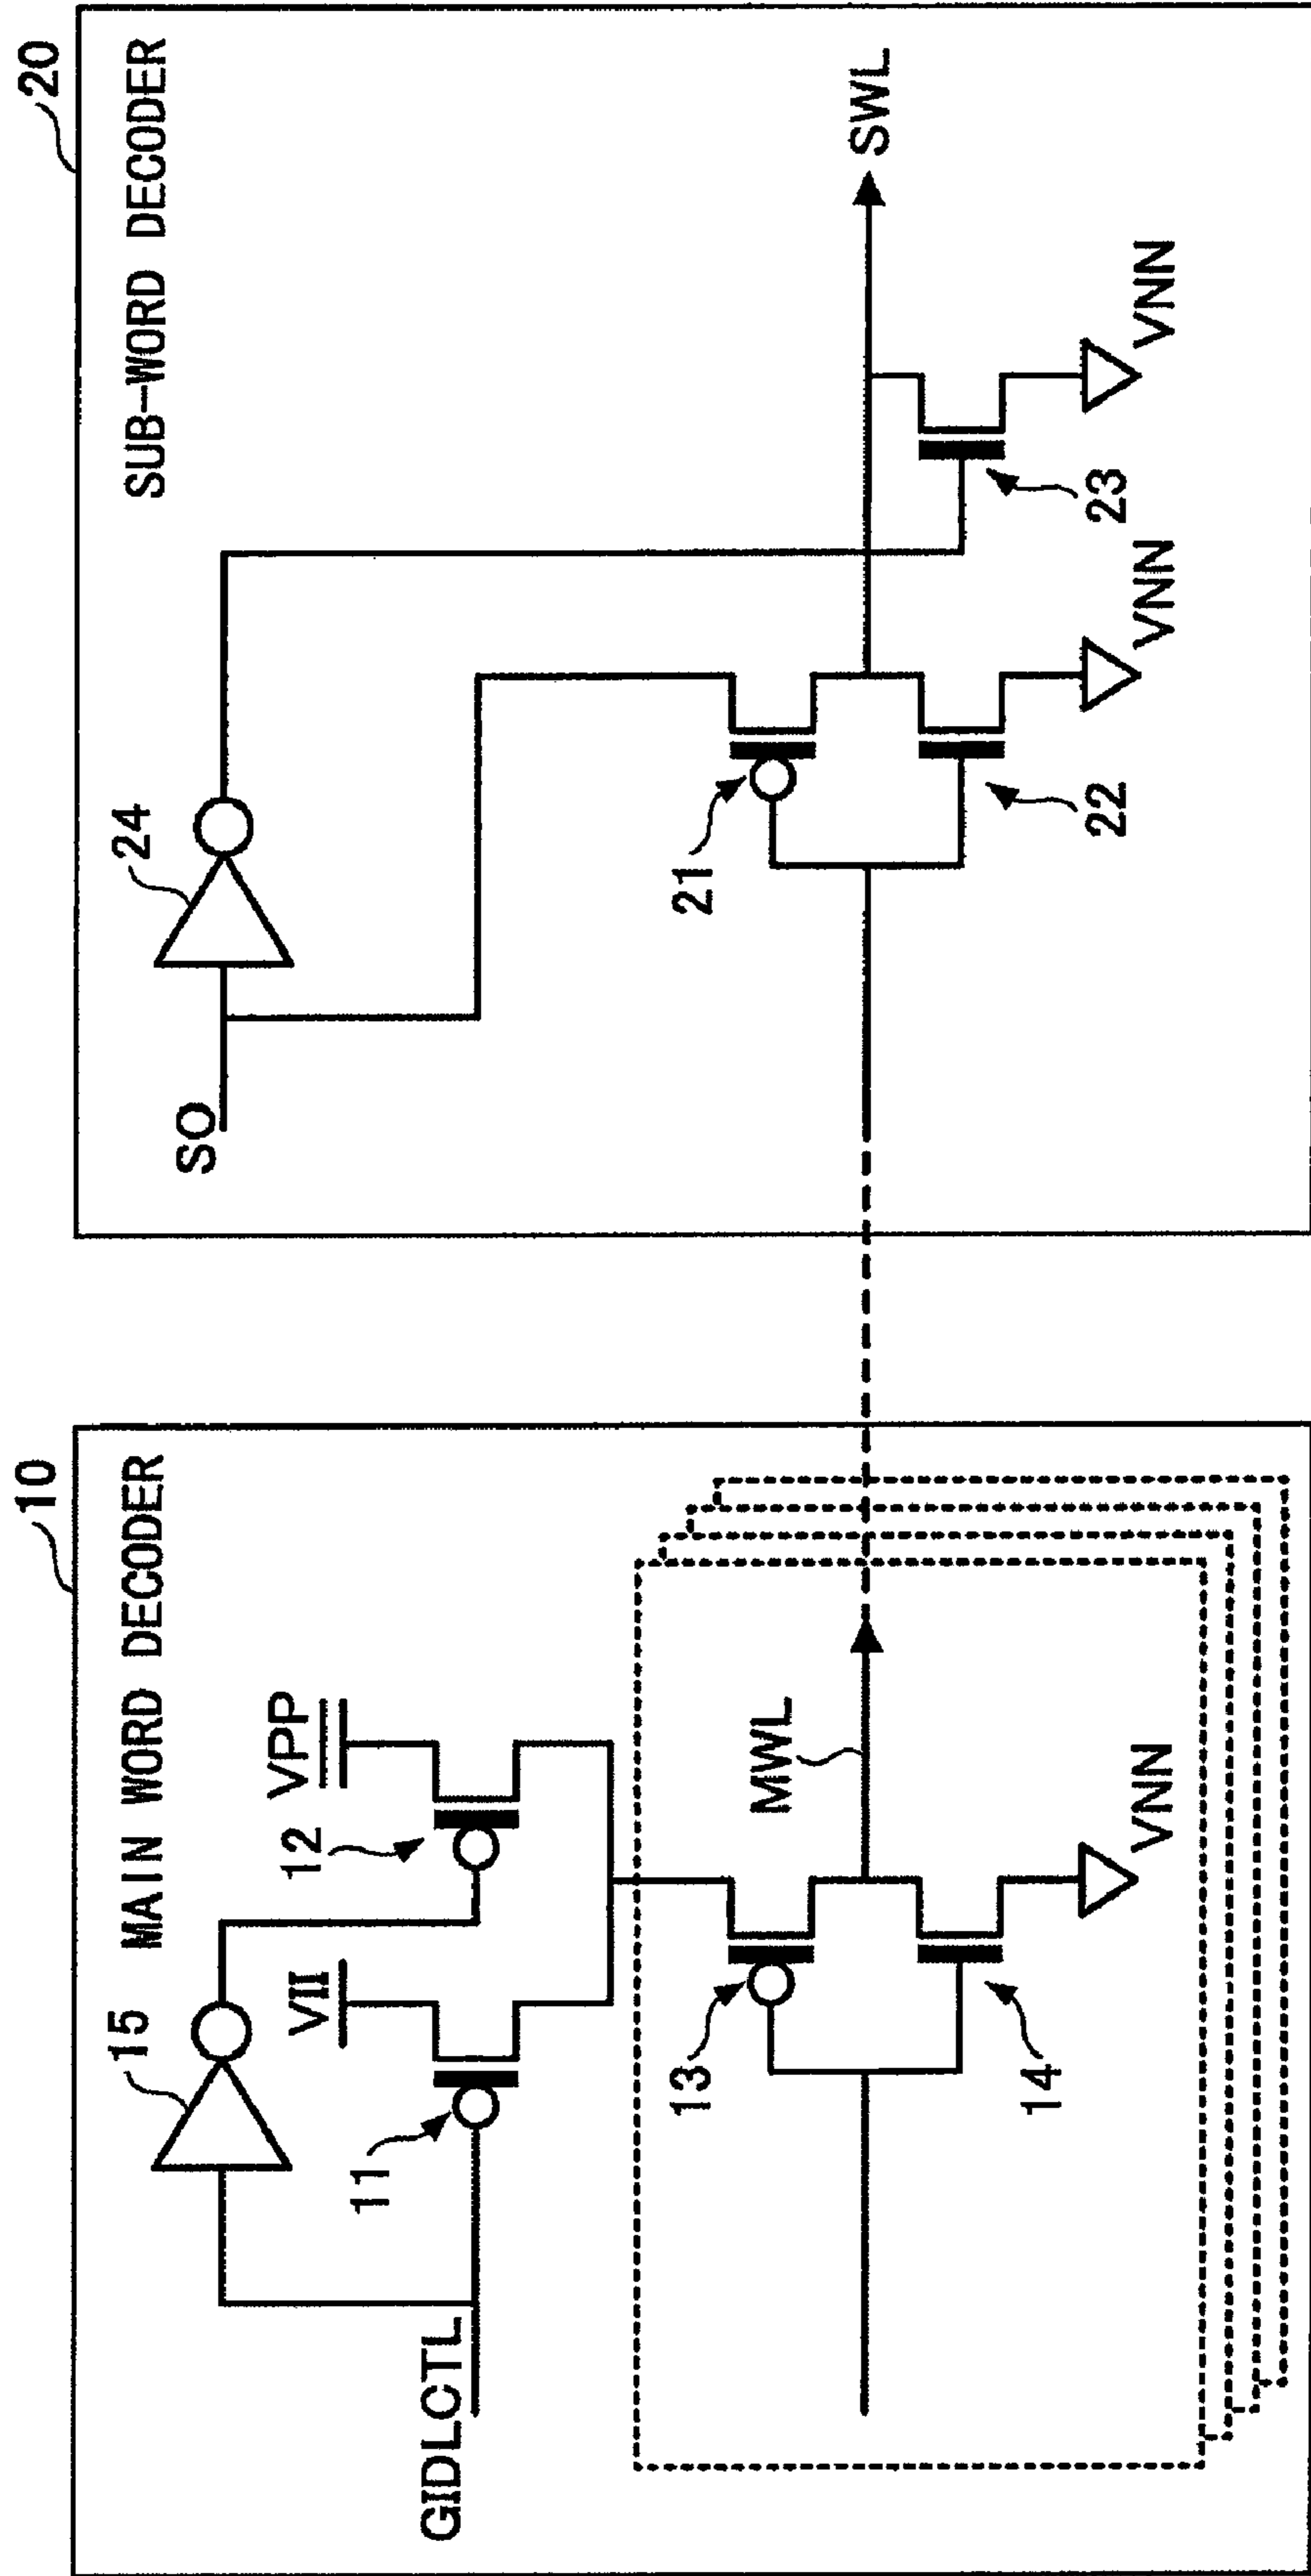 10
MAIN WORD DECODER
15
VII
VPP
12
11
GIDLCTL
MWL
13
14
VNN
20
SUB-WORD DECODER
24
SO
21
SWL
22
VNN
23
VNN